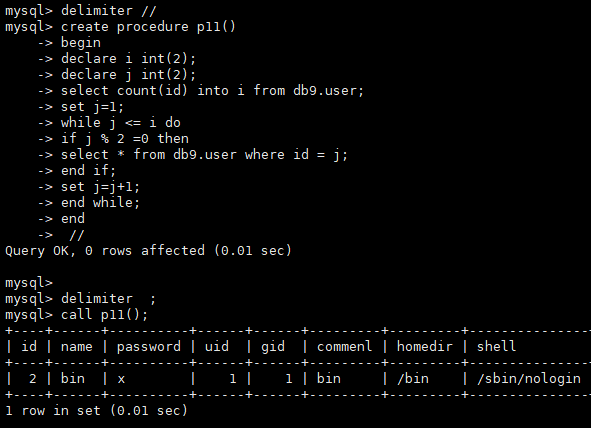 mysql> delimiter //
mysql> create procedure p11()
    -> begin
    -> declare i int(2);
    -> declare j int(2);
    -> select count(id) into i from db9.user;
    -> set j=1;
    -> while j <= i do
    -> if j % 2 =0 then
    -> select * from db9.user where id = j;
    -> end if;
    -> set j=j+1;
    -> end while;
    -> end
    ->  //
Query OK, 0 rows affected (0.01 sec)
mysql>
mysql> delimiter  ;
mysql> call p11();
+----+------+----------+------+------+---------+---------+---------------
| id | name | password | uid  | gid  | commenl | homedir | shell
+----+------+----------+------+------+---------+---------+---------------
|  2 | bin  | x        |    1 |    1 | bin     | /bin    | /sbin/nologin
+----+------+----------+------+------+---------+---------+---------------
1 row in set (0.01 sec)